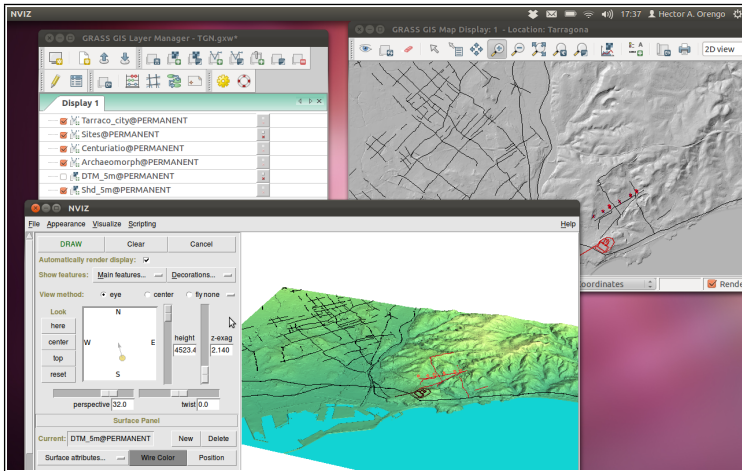 NVIZ
17:37 Hector A. Orengo
GRASS GIS Layer Manager - TGN.gxw*
GRASS GIS Map Display: 1 - Location: Tarragona
2D view
Display 1
Tarraco_city@PERMANENT
Sites@PERMANENT
Centuriatio@PERMANENT
Archaeomorph@PERMANENT
DTM_5m@PERMANENT
Shd_5m@PERMANENT
oordinates
Rende
NVIZ
File Appearance Visualize Scripting Help
DRAW Clear Cancel
Automatically render display:
Show features: Main features... Decorations...
View method: eye center fly none
Look
here
center
top
reset
N
W E
S
height z-exag
4523.4 2.140
perspective 32.0 twist 0.0
Surface Panel
Current: DTM_5m@PERMANENT New Delete
Surface attributes... Wire Color Position